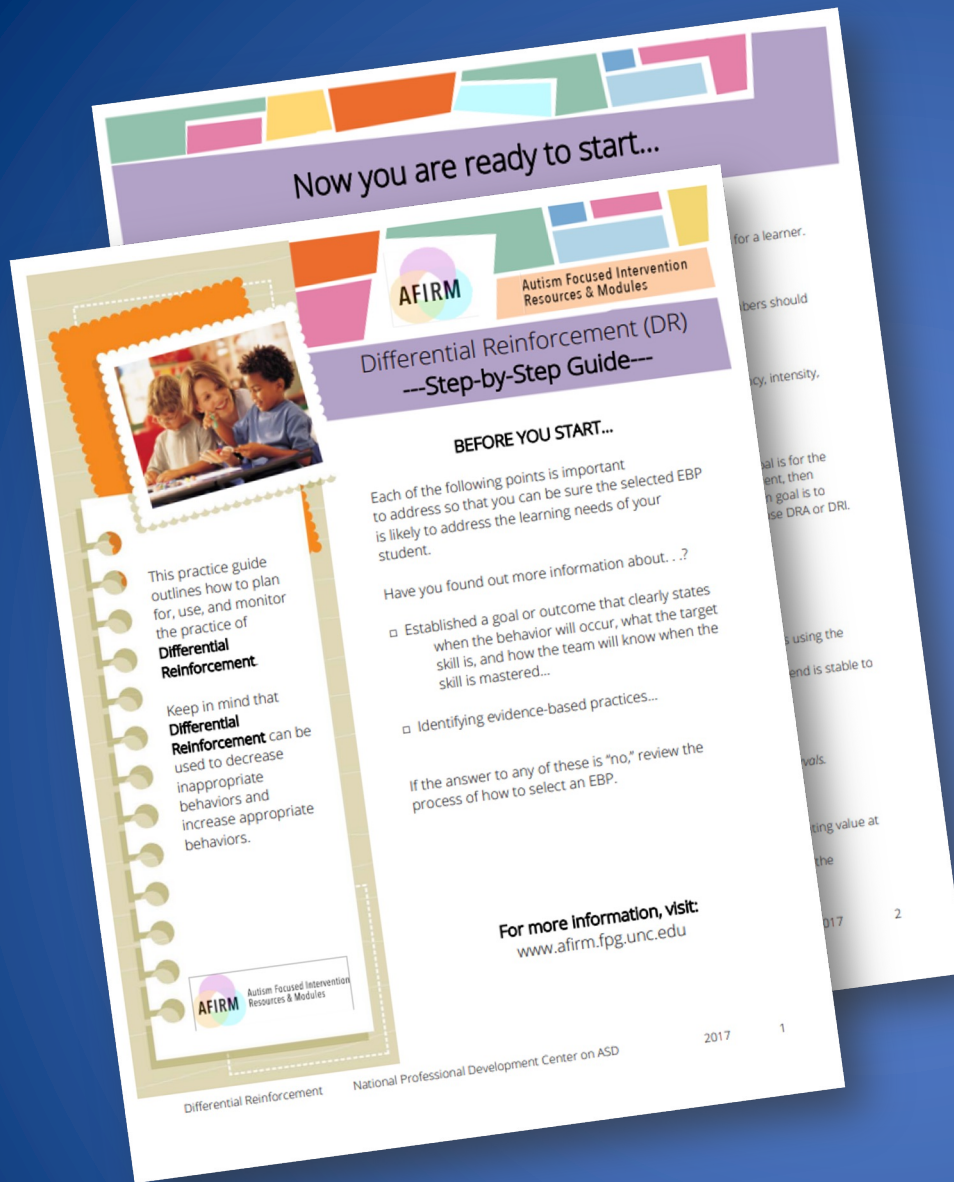 Now you are ready to start...
for a learner.
bers should
cy, intensity,
al is for the
ent, then
n goal is to
se DRA or DRI.
s using the
end is stable to
vals.
ting value at
the
017 2
AFIRM
Autism Focused Intervention
Resources & Modules
Differential Reinforcement (DR)
---Step-by-Step Guide---
This practice guide
outlines how to plan
for, use, and monitor
the practice of
Differential
Reinforcement.
Keep in mind that
Differential
Reinforcement can be
used to decrease
inappropriate
behaviors and
increase appropriate
behaviors.
AFIRM
Autism Focused Intervention
Resources & Modules
BEFORE YOU START...
Each of the following points is important
to address so that you can be sure the selected EBP
is likely to address the learning needs of your
student.
Have you found out more information about. . .?
□ Established a goal or outcome that clearly states
when the behavior will occur, what the target
skill is, and how the team will know when the
skill is mastered...
□ Identifying evidence-based practices...
If the answer to any of these is “no,” review the
process of how to select an EBP.
For more information, visit:
www.afirm.fpg.unc.edu
Differential Reinforcement National Professional Development Center on ASD 2017 1